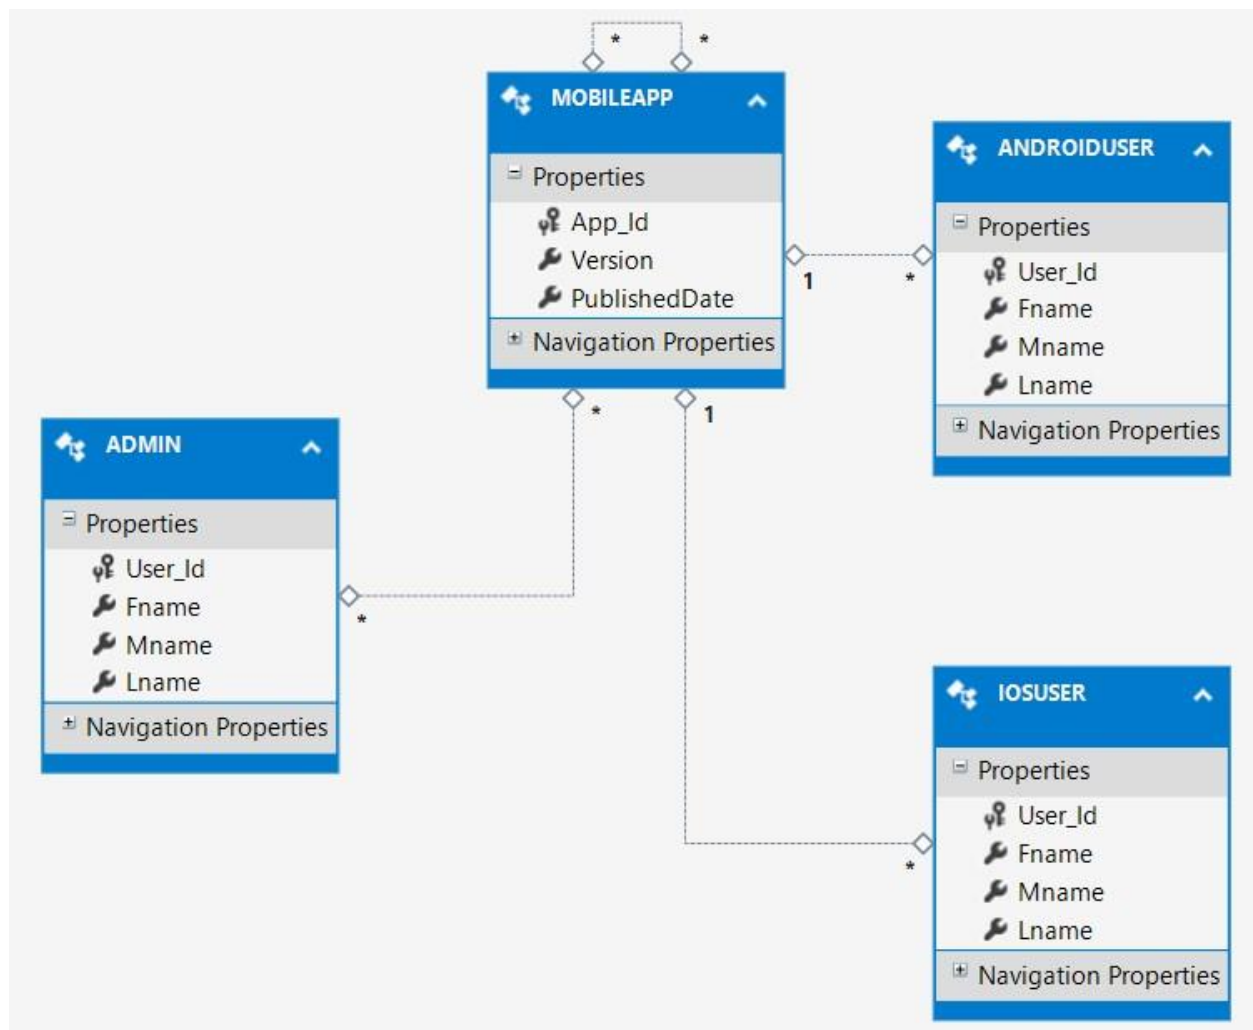 * *
MOBILEAPP
Properties
App_Id
Version
PublishedDate
Navigation Properties
1 *
ANDROIDUSER
Properties
User_Id
Fname
Mname
Lname
Navigation Properties
* 1
ADMIN
Properties
User_Id
Fname
Mname
Lname
Navigation Properties
*
IOSUSER
Properties
User_Id
Fname
Mname
Lname
Navigation Properties
*